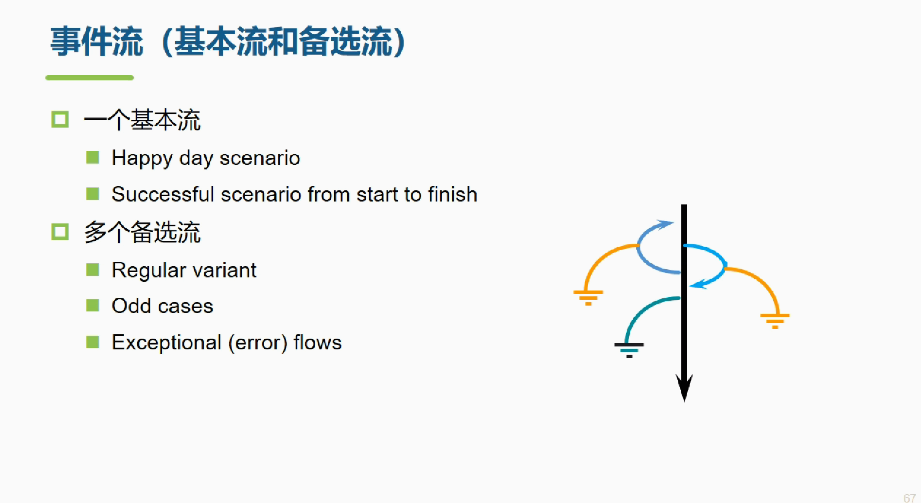 事件流（基本流和备选流）
一个基本流
Happy day scenario
Successful scenario from start to finish
多个备选流
Regular variant
Odd cases
Exceptional (error) flows
67